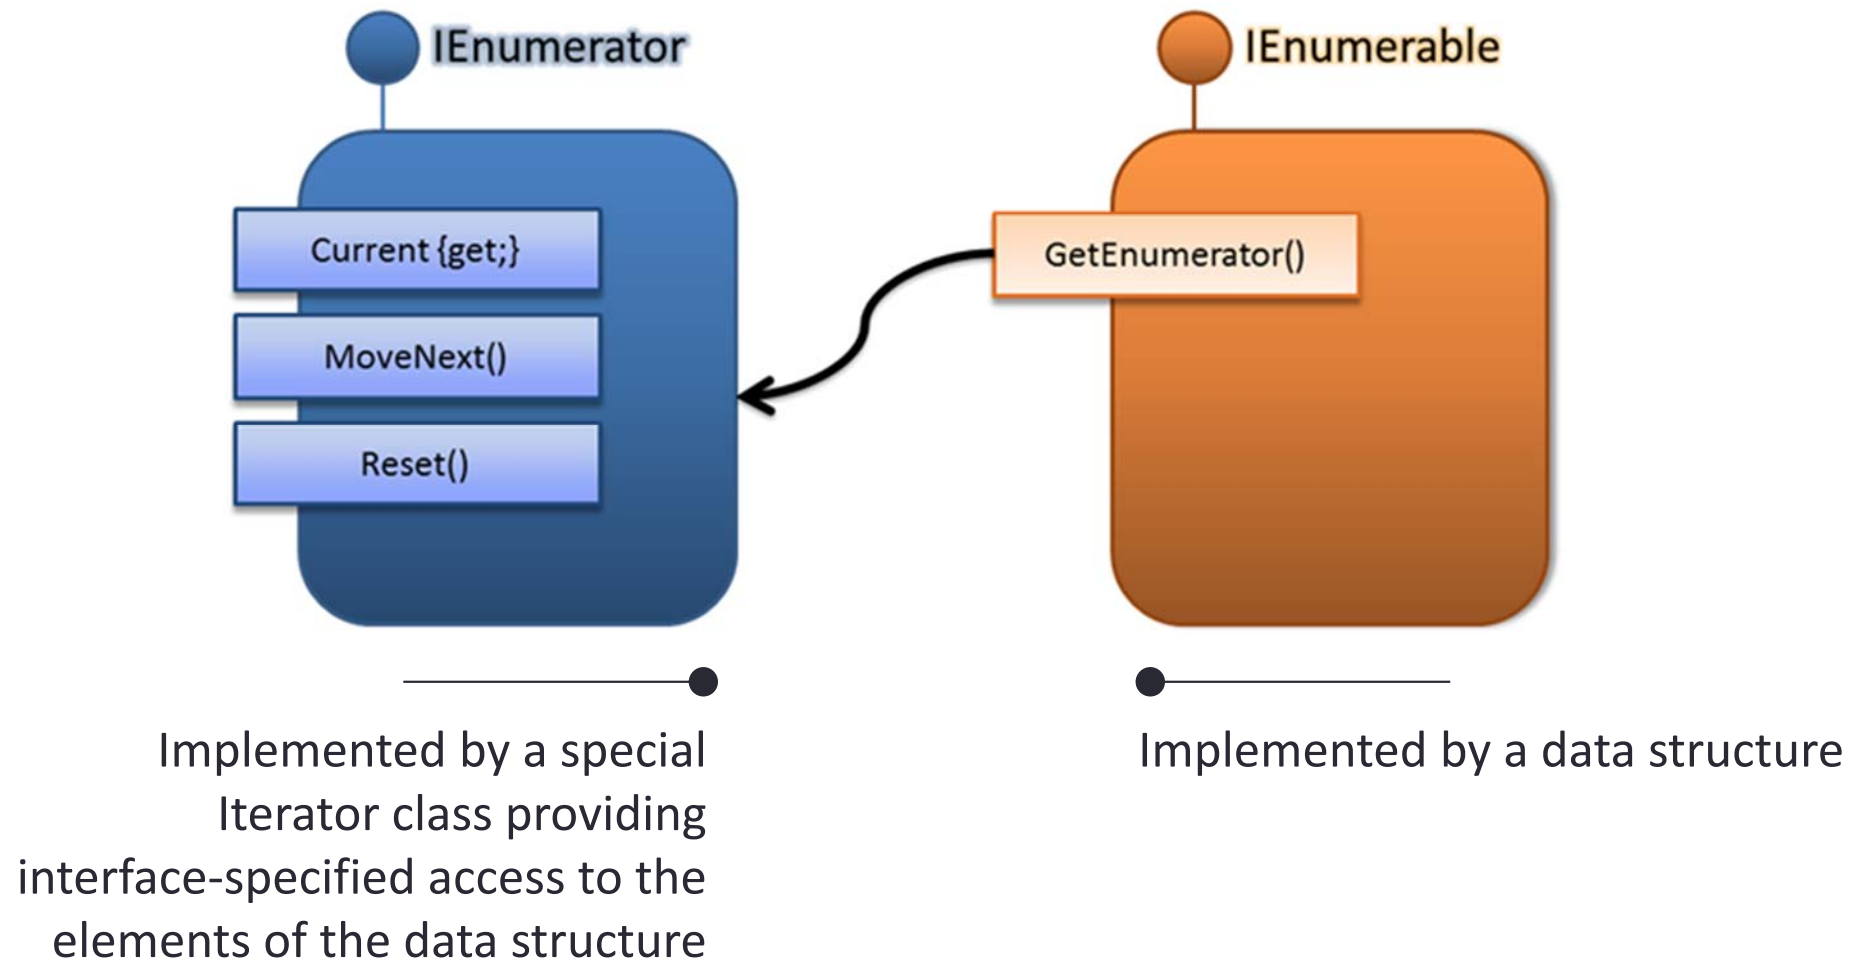 IEnumerator
Current {get;}
MoveNext()
Reset()
IEnumerable
GetEnumerator()
Implemented by a special
Iterator class providing
interface-specified access to the
elements of the data structure
Implemented by a data structure